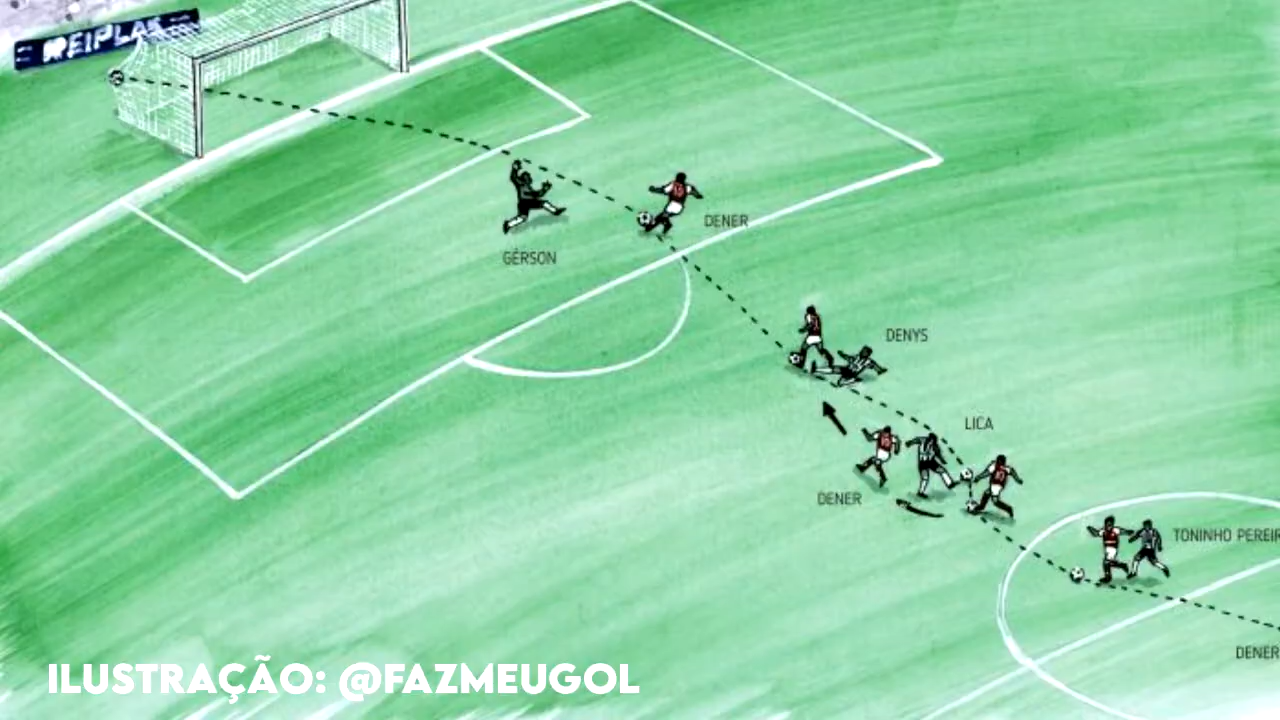 REIPLAS
DENER
GÉRSON
DENYS
LICA
DENER
TONINHO PEREIR
DENER
ILUSTRAÇÃO: @FAZMEUGOL